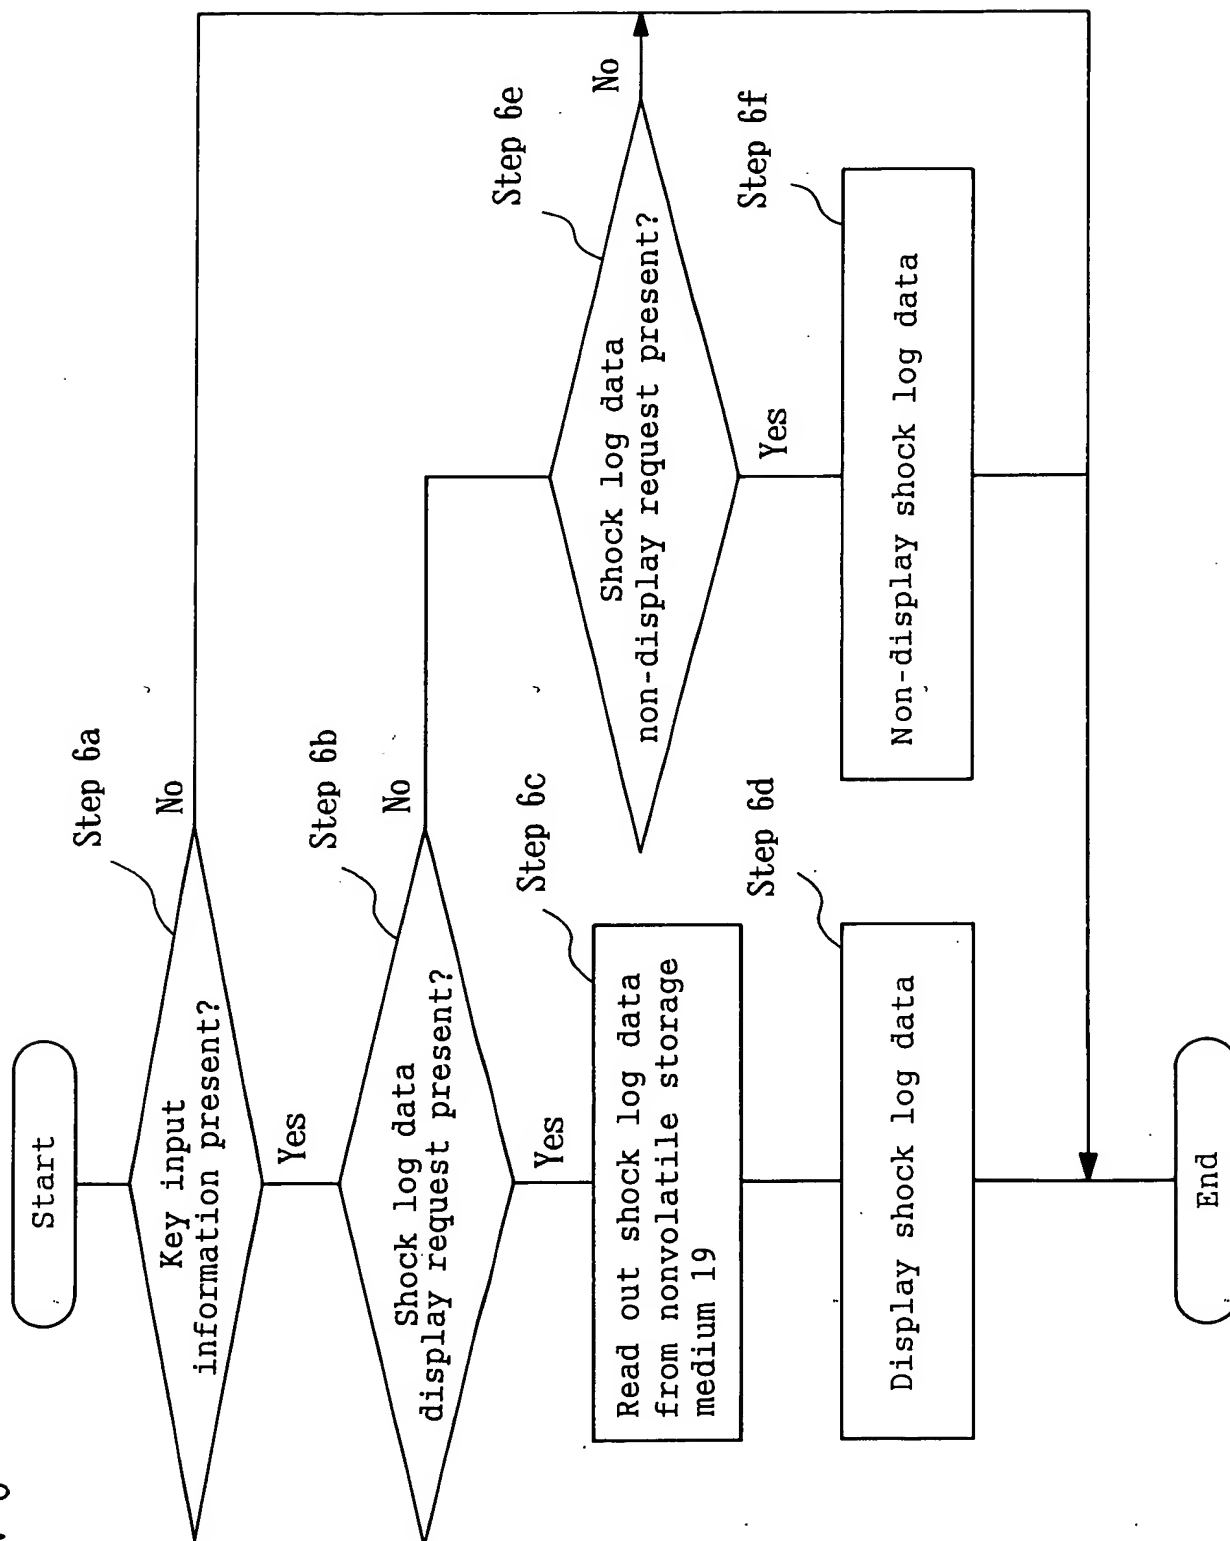 Start
Step 6a
Key input
information present?
No
Yes
Step 6b
Shock log data
display request present?
No
Yes
Step 6c
Read out shock log data
from nonvolatile storage
medium 19
Step 6d
Display shock log data
Step 6e
Shock log data
non-display request present?
No
Yes
Step 6f
Non-display shock log data
End